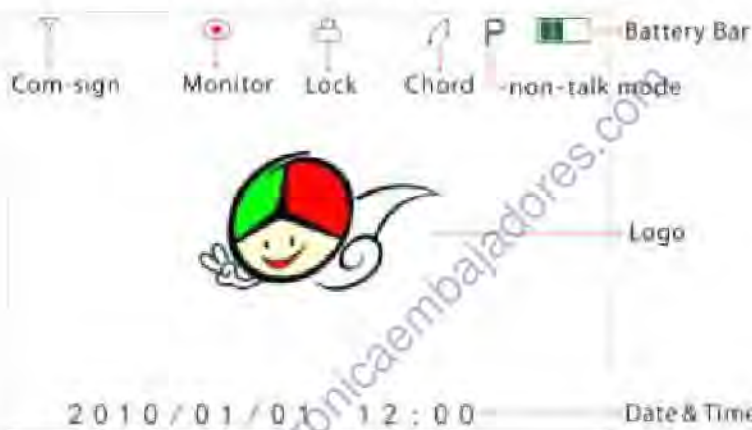 P Battery Bar
Com-sign Monitor Lock Chord -non-talk mode
Logo
2010/01/01 12:00 Date & Time
onicaembajadores.com